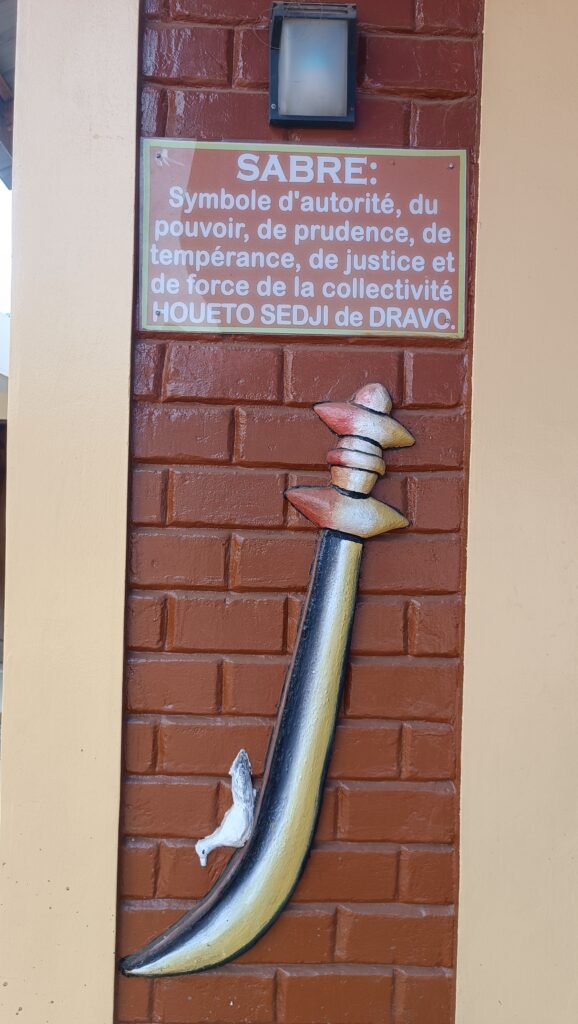 SABRE:
Symbole d'autorité, du
pouvoir, de prudence, de
tempérance, de justice et
de force de la collectivité
HOUETO SEDJI de DRAVO.